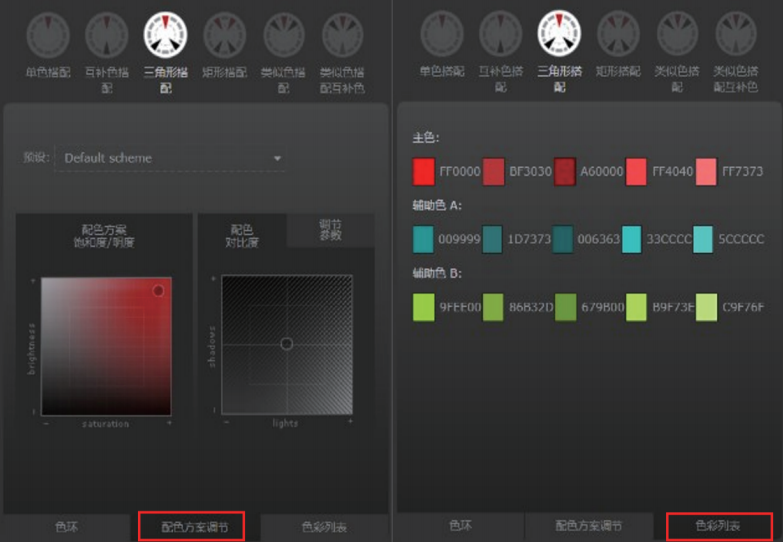 单色搭配
互补色搭
配
三角形搭
配
矩形搭配
类似色搭
配
类似色搭
配互补色
预设: Default scheme
配色方案
饱和度/明度
配色
对比度
调节
参数
+
brightness
-
- saturation +
+
shadows
-
- lights +
色环
配色方案调节
色彩列表
单色搭配
互补色搭
配
三角形搭
配
矩形搭配
类似色搭
配
类似色搭
配互补色
主色:
FF0000 BF3030 A60000 FF4040 FF7373
辅助色 A:
009999 1D7373 006363 33CCCC 5CCCCC
辅助色 B:
9FEE00 86B32D 679B00 B9F73E C9F76F
色环
配色方案调节
色彩列表